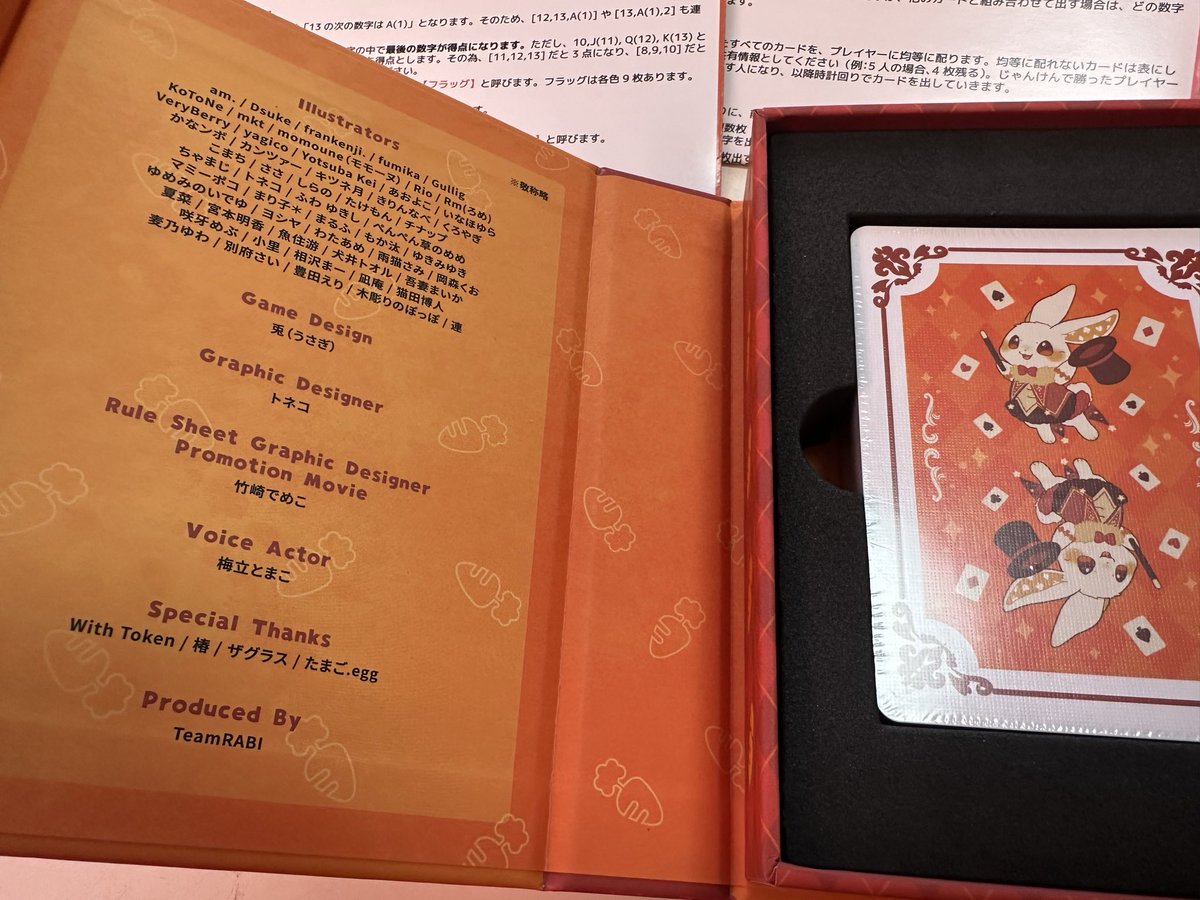 「13の次の数字はA(1)」となります。そのため、[12,13,A(1)]や[13,A(1),2]も連
字の中で最後の数字が得点になります。ただし、10,J(11),Q(12),K(13)と
を得点とします。その為、[11,12,13]だと3点になり、[8,9,10]だと
ださい。
【フラッグ】と呼びます。フラッグは各色9枚あります。
す。
と呼びます。
ます。
他のカードと組み合わせて出す場合は、どの数字
たすべてのカードを、プレイヤーに均等に配ります。均等に配れないカードは表にし
有情報としてください(例:5人の場合、4枚残る)。じゃんけんで勝ったプレイヤー
す人になり、以降時計回りでカードを出していきます。
Illustrators
※敬称略
am. / Dsuke / frankenji. / fumika / Gullig
KoToNe / mkt / momoune(モモーヌ) / Rio / Rm(ろめ)
VeryBerry / yagico / Yotsuba Kei / あおよこ / いなほゆら
かなンボ / カンツァー / キツネ月 / きりんなべ / くろやぎ
こまち / ささ / しらの / たけもん / チナップ
ちゃまじ / トネコ / ふわ ゆきし / ぺんぺん草のめめ
マミーポコ / まり子＊ / まるふ / もか汰 / ゆきみゆき
ゆめみのいでゆ / ヨシヤ / わたあめ / 雨猫さみ / 岡森くお
夏菜 / 宮本明香 / 魚住游 / 犬井トオル / 吾妻まいか
咲牙めぶ / 小里 / 相沢まー / 凪庵 / 猫田博人
麦乃ゆわ / 別府さい / 豊田えり / 木彫りのぽっぽ / 連
Game Design
兎(うさぎ)
Graphic Designer
トネコ
Rule Sheet Graphic Designer
Promotion Movie
竹崎でめこ
Voice Actor
梅立とまこ
Special Thanks
With Token / 椿 / ザグラス / たまご.egg
Produced By
TeamRABI